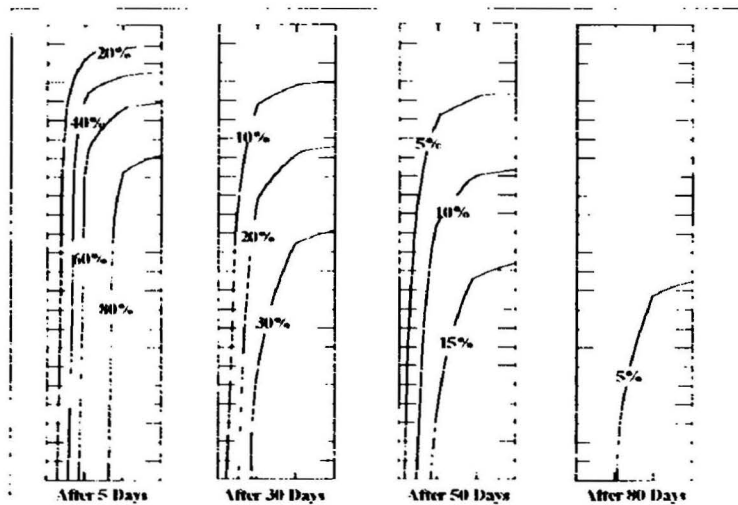 20%
40%
60%
80%
After 5 Days
10%
20%
30%
After 30 Days
5%
10%
15%
After 50 Days
5%
After 80 Days